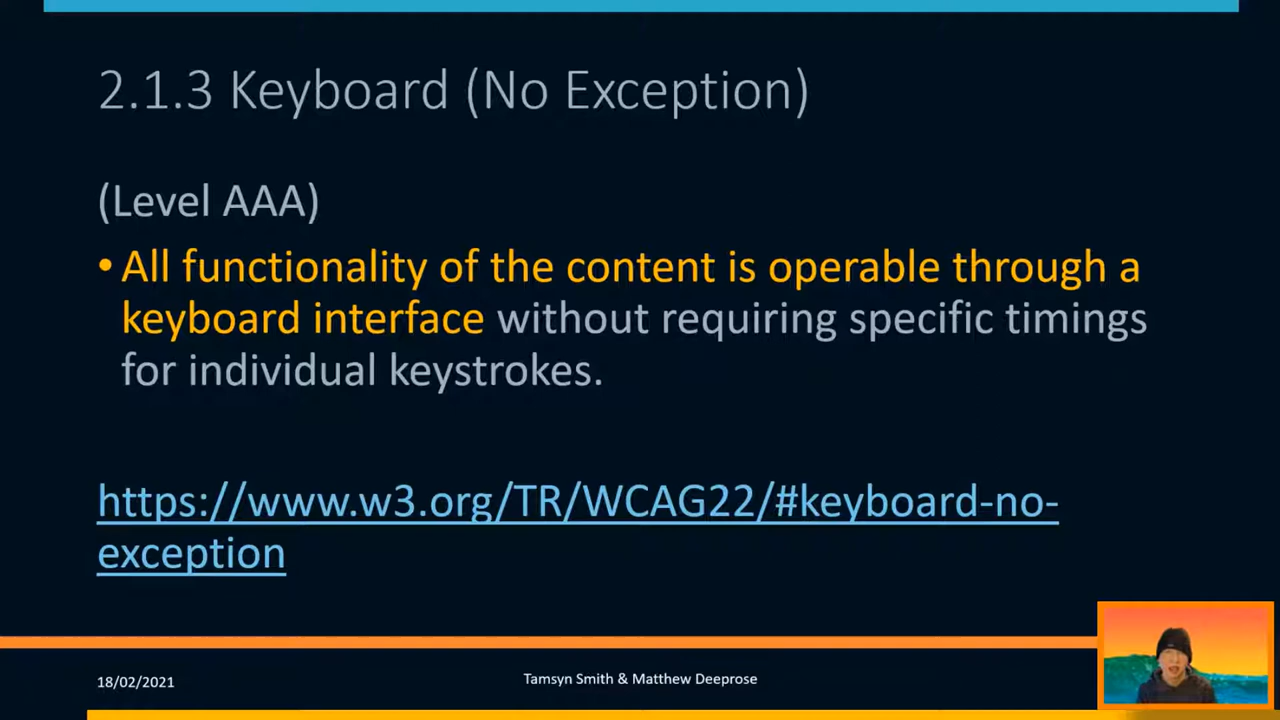 2.1.3 Keyboard (No Exception)
(Level AAA)
• All functionality of the content is operable through a
keyboard interface without requiring specific timings
for individual keystrokes.
https://www.w3.org/TR/WCAG22/#keyboard-no-
exception
18/02/2021
Tamsyn Smith & Matthew Deeprose